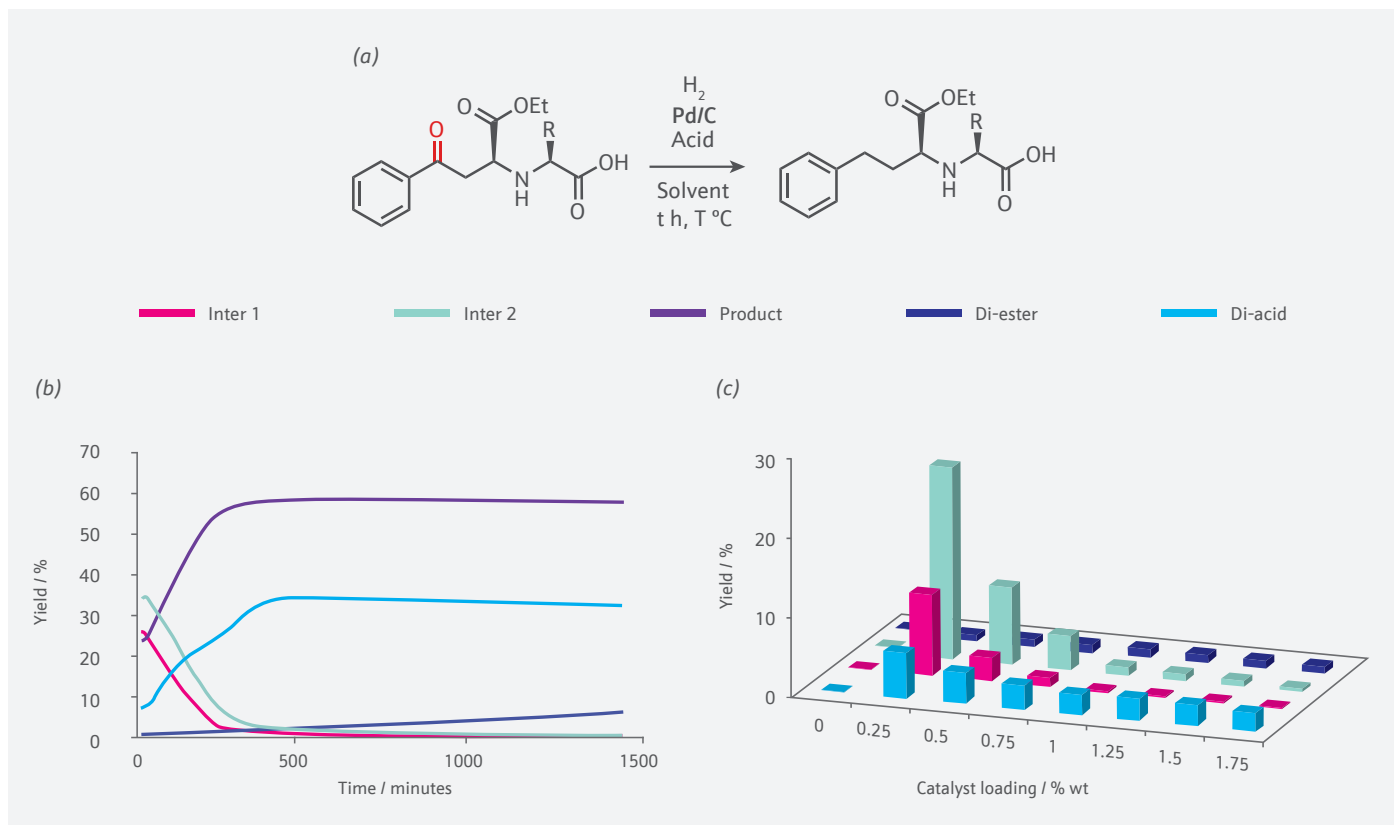 (a)
O
O
OEt
R
N
H
OH
O
H₂
Pd/C
Acid
Solvent
t h, T ºC
O
OEt
R
N
H
OH
O
Inter 1
Inter 2
Product
Di-ester
Di-acid
(b)
70
60
50
40
30
20
10
0
Yield / %
0 500 1000 1500
Time / minutes
(c)
30
20
10
0
Yield / %
0 0.25 0.5 0.75 1 1.25 1.5 1.75
Catalyst loading / % wt